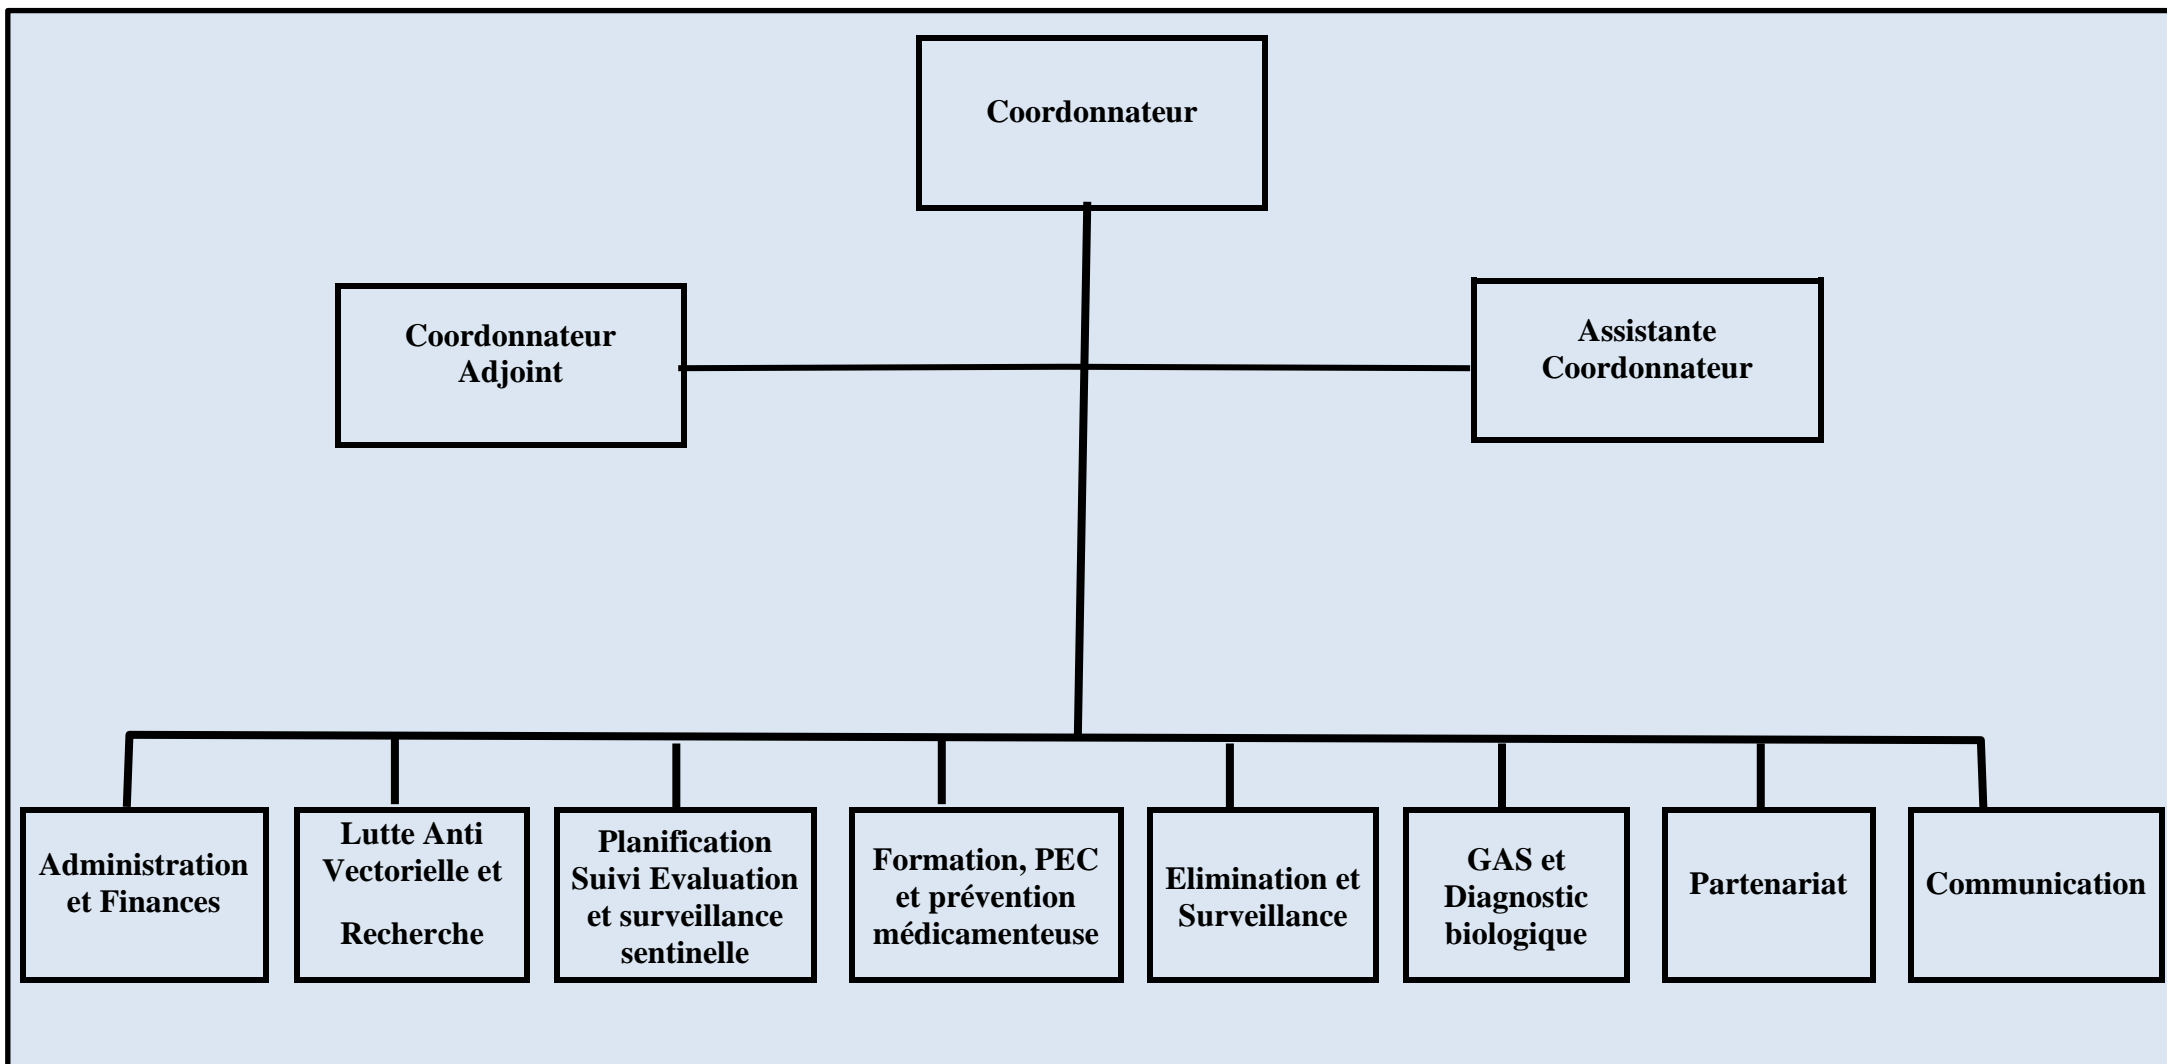 Coordonnateur
Coordonnateur
Adjoint
Assistante
Coordonnateur
Administration
et Finances
Lutte Anti
Vectorielle et
Recherche
Planification
Suivi Evaluation
et surveillance
sentinelle
Formation, PEC
et prévention
médicamenteuse
Elimination et
Surveillance
GAS et
Diagnostic
biologique
Partenariat
Communication